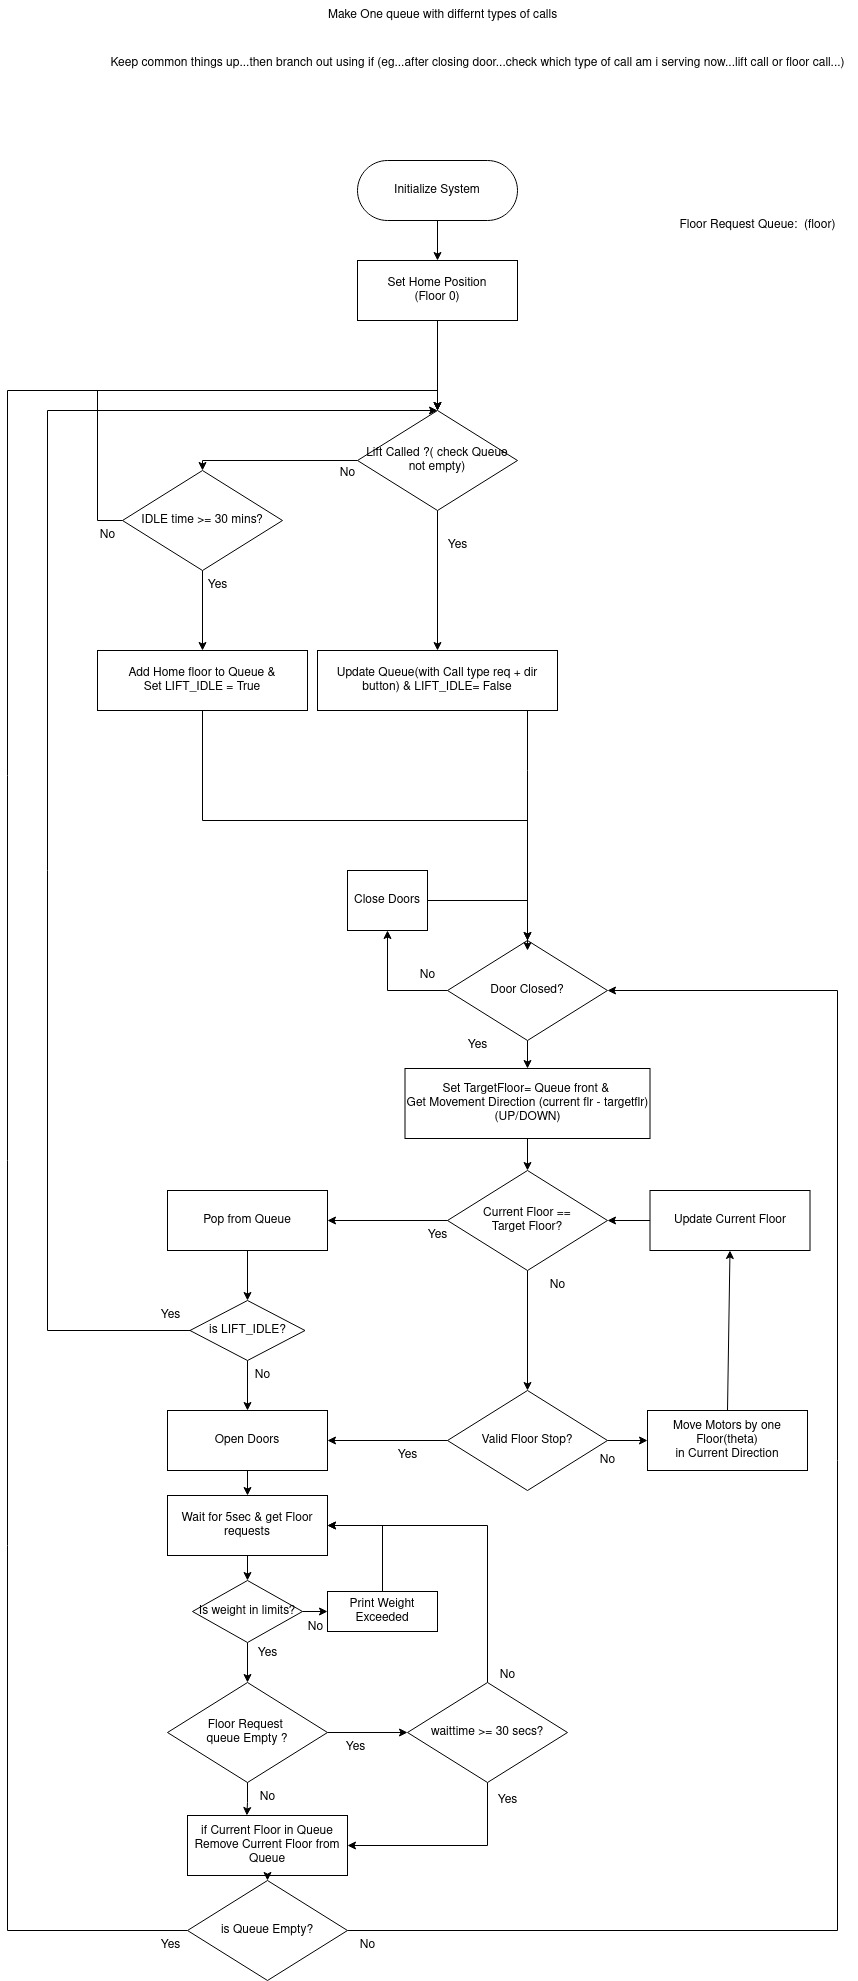 Make One queue with differnt types of calls
Keep common things up...then branch out using if (eg...after closing door...check which type of call am i serving now...lift call or floor call...)
Initialize System
Floor Request Queue:  (floor)
Set Home Position
(Floor 0)
Lift Called ?( check Queue
not empty)
No
IDLE time >= 30 mins?
No
Yes
Yes
Add Home floor to Queue &
Set LIFT_IDLE = True
Update Queue(with Call type req + dir
button) & LIFT_IDLE= False
Close Doors
No
Door Closed?
Yes
Set TargetFloor= Queue front &
Get Movement Direction (current flr - targetflr)
(UP/DOWN)
Pop from Queue
Yes
Current Floor ==
Target Floor?
Update Current Floor
No
Yes
is LIFT_IDLE?
No
Open Doors
Yes
Valid Floor Stop?
No
Move Motors by one
Floor(theta)
in Current Direction
Wait for 5sec & get Floor
requests
Is weight in limits?
No
Print Weight
Exceeded
Yes
No
Floor Request
queue Empty ?
Yes
waittime >= 30 secs?
No
Yes
if Current Floor in Queue
Remove Current Floor from
Queue
is Queue Empty?
Yes
No